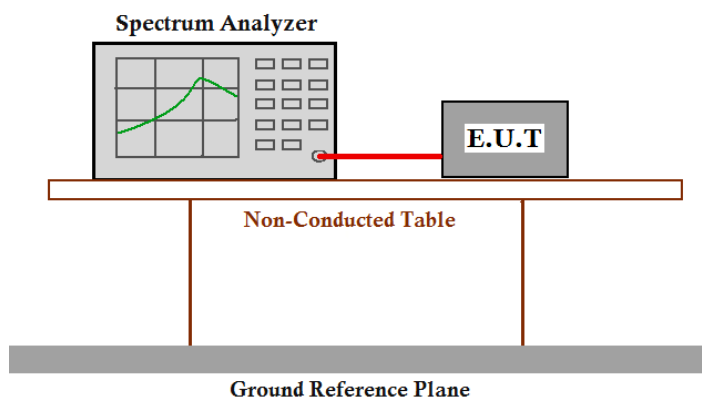 Spectrum Analyzer
E.U.T
Non-Conducted Table
Ground Reference Plane